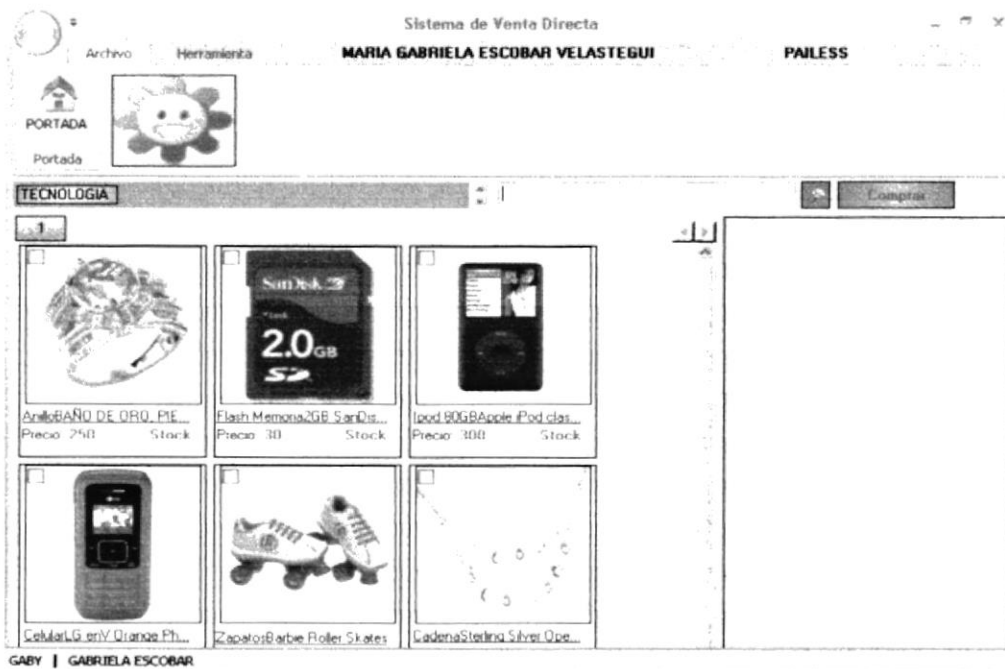 Sistema de Venta Directa
Archivo Herramienta MARIA GABRIELA ESCOBAR VELASTEGUI PAILESS
PORTADA
Portada
TECNOLOGIA Comprar
1
SanDisk
2.0GB
SD
AnilloBAÑO DE ORO, PIE... Flash Memoria2GB SanDis... Ipod 80GBApple iPod clas...
Precio 250 Stock Precio 30 Stock Precio 300 Stock
CelularLG enV Orange Ph... ZapatosBarbie Roller Skates CadenaSterling Silver Ope...
GABY | GABRIELA ESCOBAR